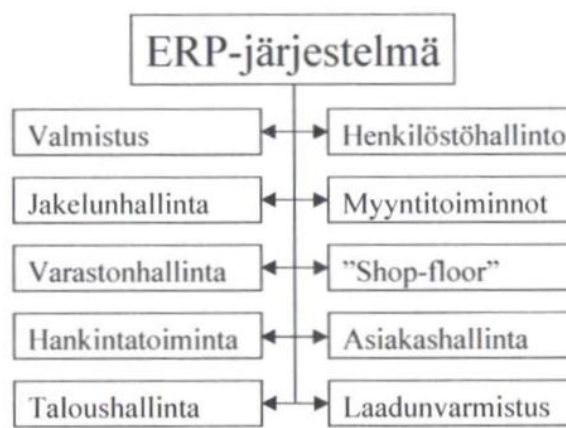 ERP-järjestelmä
Valmistus
Henkilöstöhallinto
Jakelunhallinta
Myyntitoiminnot
Varastonhallinta
”Shop-floor”
Hankintatoiminta
Asiakashallinta
Taloushallinta
Laadunvarmistus